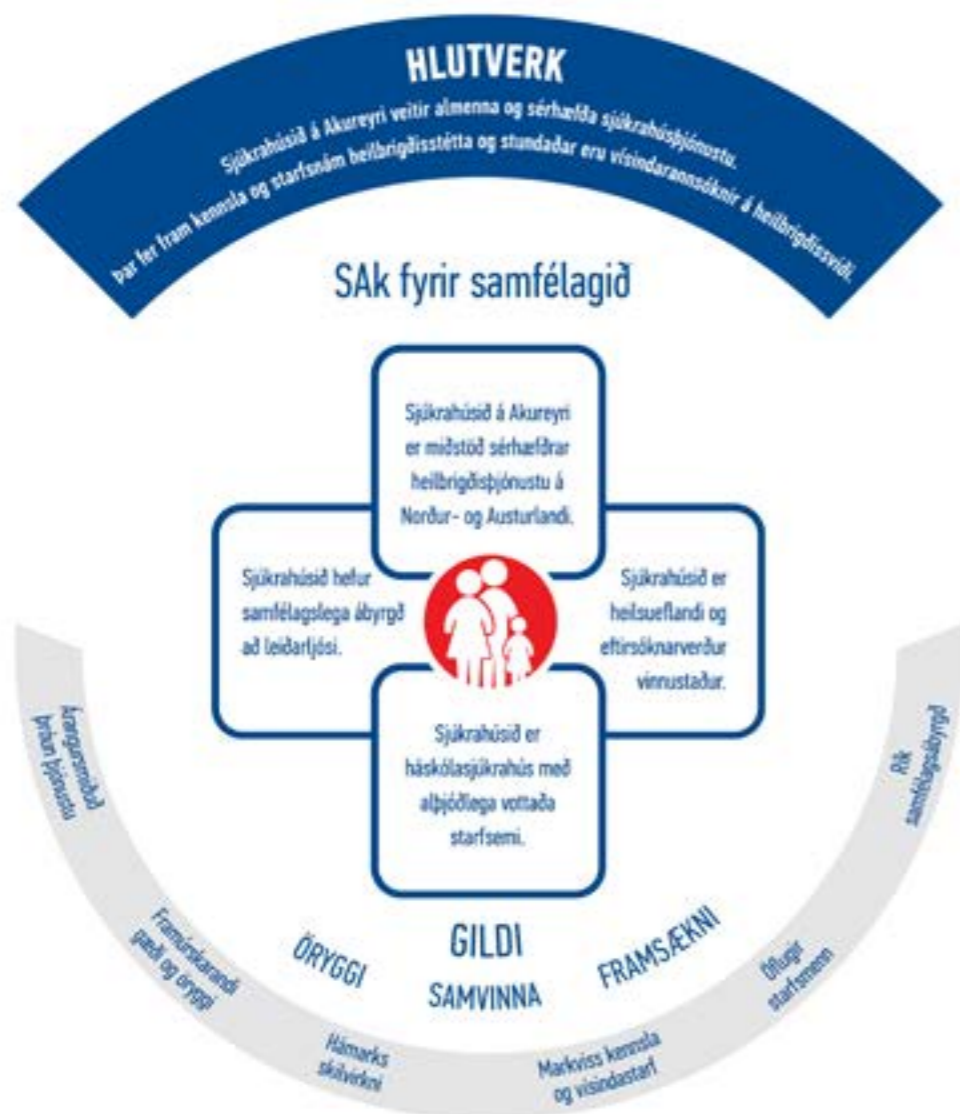 HLUTVERK
Sjúkrahúsið á Akureyri veitir almenna og sérhæfða sjúkrahúsþjónustu.
Þar fer fram kennsla og starfsnám heilbrigðisstétta og stundaðar eru vísindarannsóknir á heilbrigðissviði.
SAk fyrir samfélagið
Sjúkrahúsið á Akureyri
er miðstöð sérhæfðrar
heilbrigðisþjónustu á
Norður- og Austurlandi.
Sjúkrahúsið hefur
samfélagslega ábyrgð
að leiðarljósi.
Sjúkrahúsið er
heilsueflandi og
eftirsóknarverður
vinnustaður.
Sjúkrahúsið er
háskólasjúkrahús með
alþjóðlega vottaða
starfsemi.
GILDI
ÖRYGGI
SAMVINNA
FRAMSÆKNI
Árangursmiðuð
þróun þjónustu
Framúrskarandi
gæði og öryggi
Hámarks
skilvirkni
Markviss kennsla
og vísindastarf
Öflugir
starfsmenn
Rík
samfélagsábyrgð